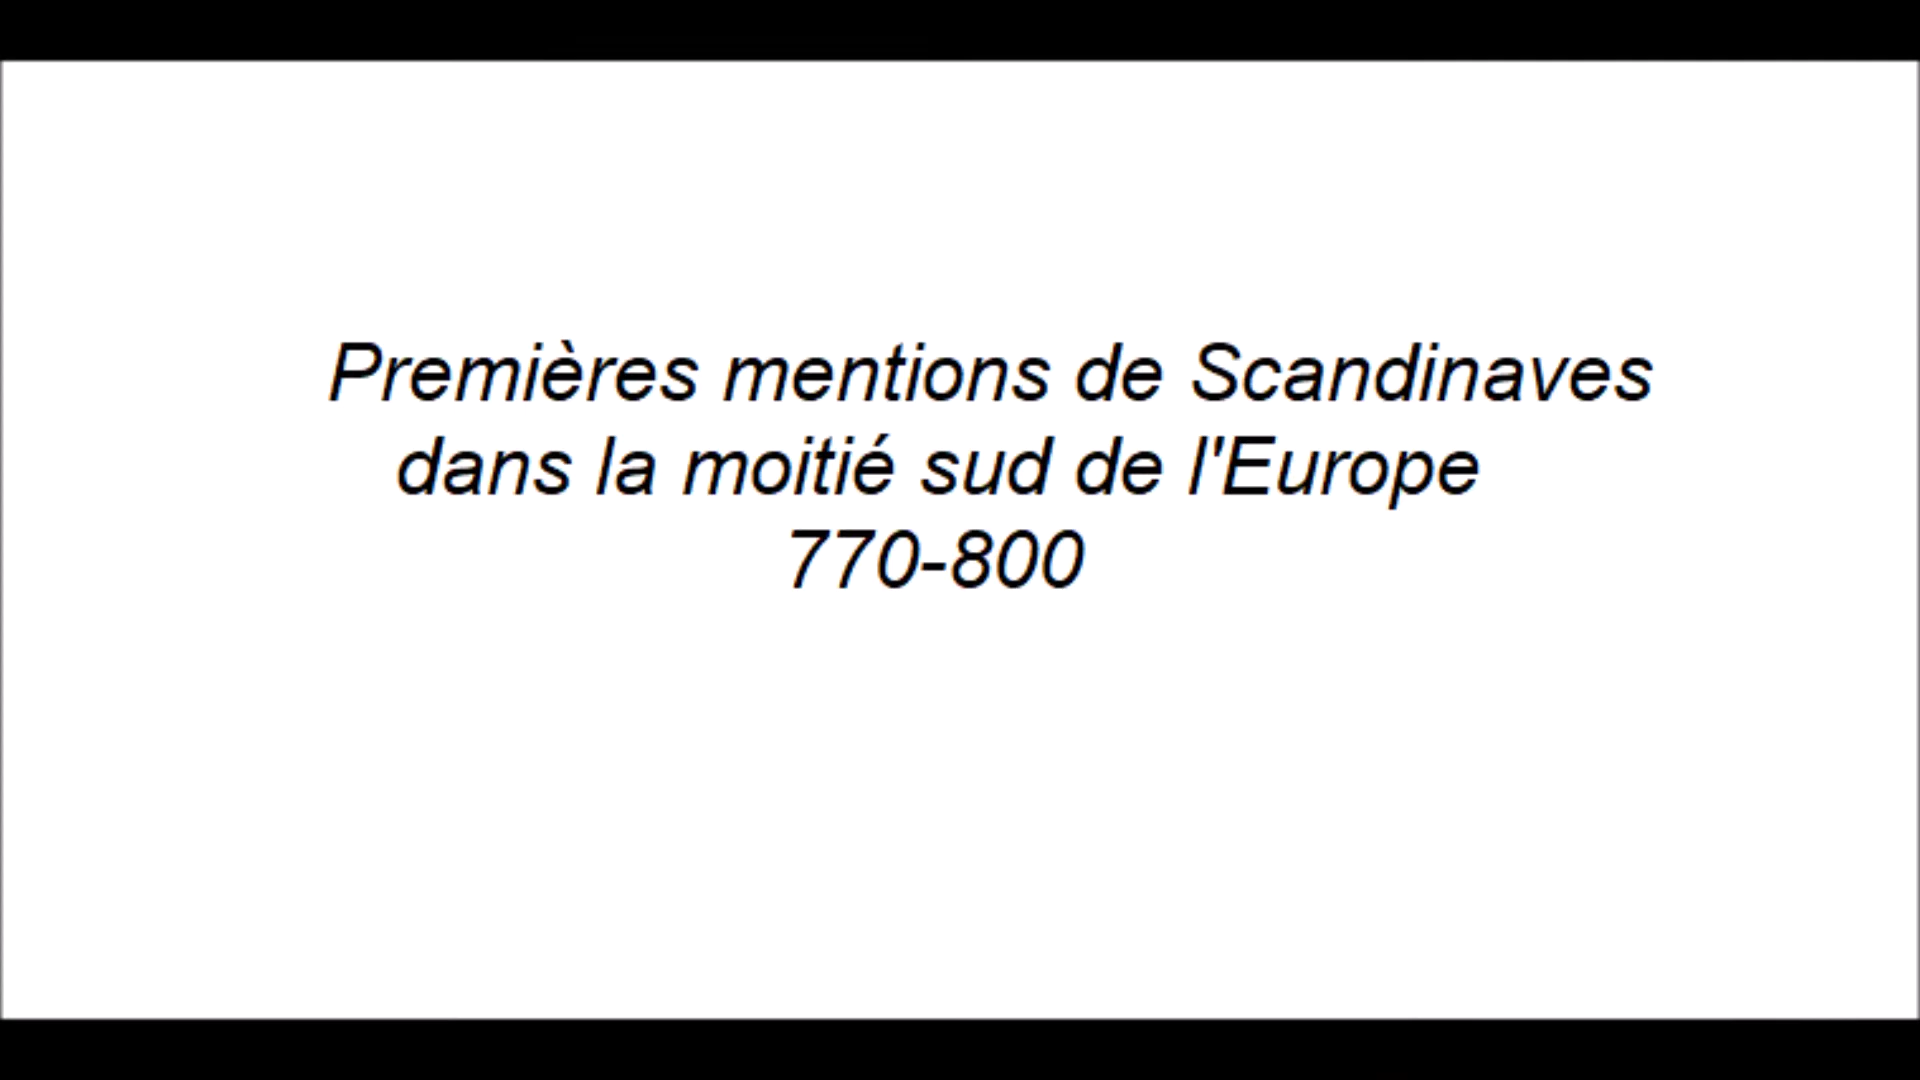 Premières mentions de Scandinaves
dans la moitié sud de l'Europe
770-800